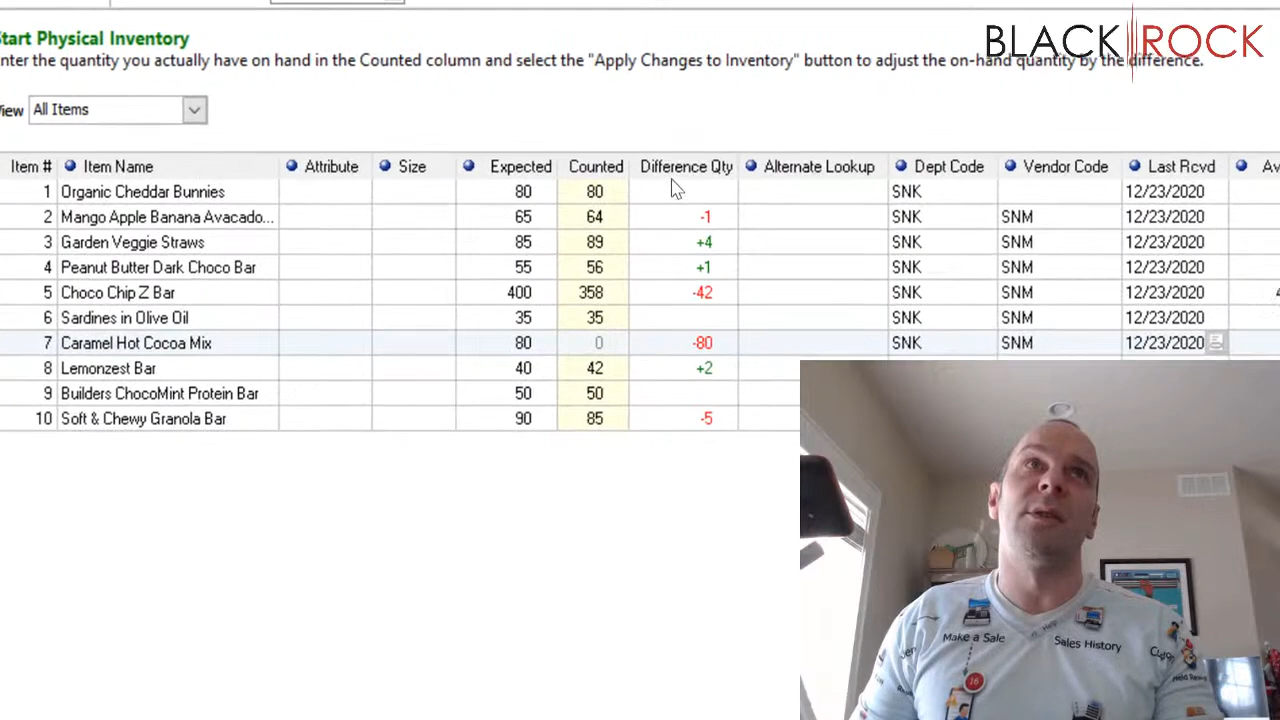 BLACK ROCK
tart Physical Inventory
nter the quantity you actually have on hand in the Counted column and select the "Apply Changes to Inventory" button to adjust the on-hand quantity by the difference.
iew All Items
Item # Item Name Attribute Size Expected Counted Difference Qty Alternate Lookup Dept Code Vendor Code Last Rcvd Av
1 Organic Cheddar Bunnies 80 80 SNK 12/23/2020
2 Mango Apple Banana Avacado... 65 64 -1 SNK SNM 12/23/2020
3 Garden Veggie Straws 85 89 +4 SNK SNM 12/23/2020
4 Peanut Butter Dark Choco Bar 55 56 +1 SNK SNM 12/23/2020
5 Choco Chip Z Bar 400 358 -42 SNK SNM 12/23/2020
6 Sardines in Olive Oil 35 35 SNK SNM 12/23/2020
7 Caramel Hot Cocoa Mix 80 0 -80 SNK SNM 12/23/2020
8 Lemonzest Bar 40 42 +2
9 Builders ChocoMint Protein Bar 50 50
10 Soft & Chewy Granola Bar 90 85 -5
Make a Sale
Sales History
16